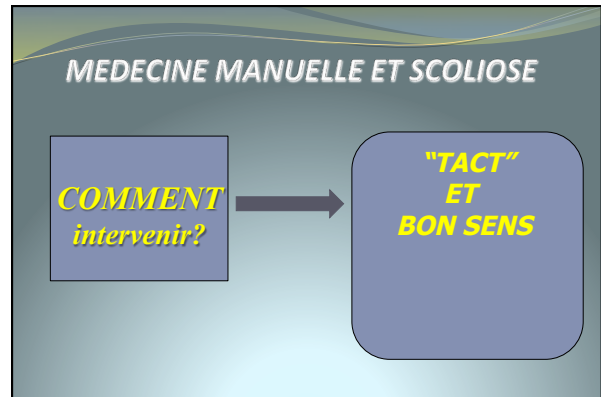 MEDECINE MANUELLE ET SCOLIOSE
COMMENT
intervenir?
“TACT”
ET
BON SENS